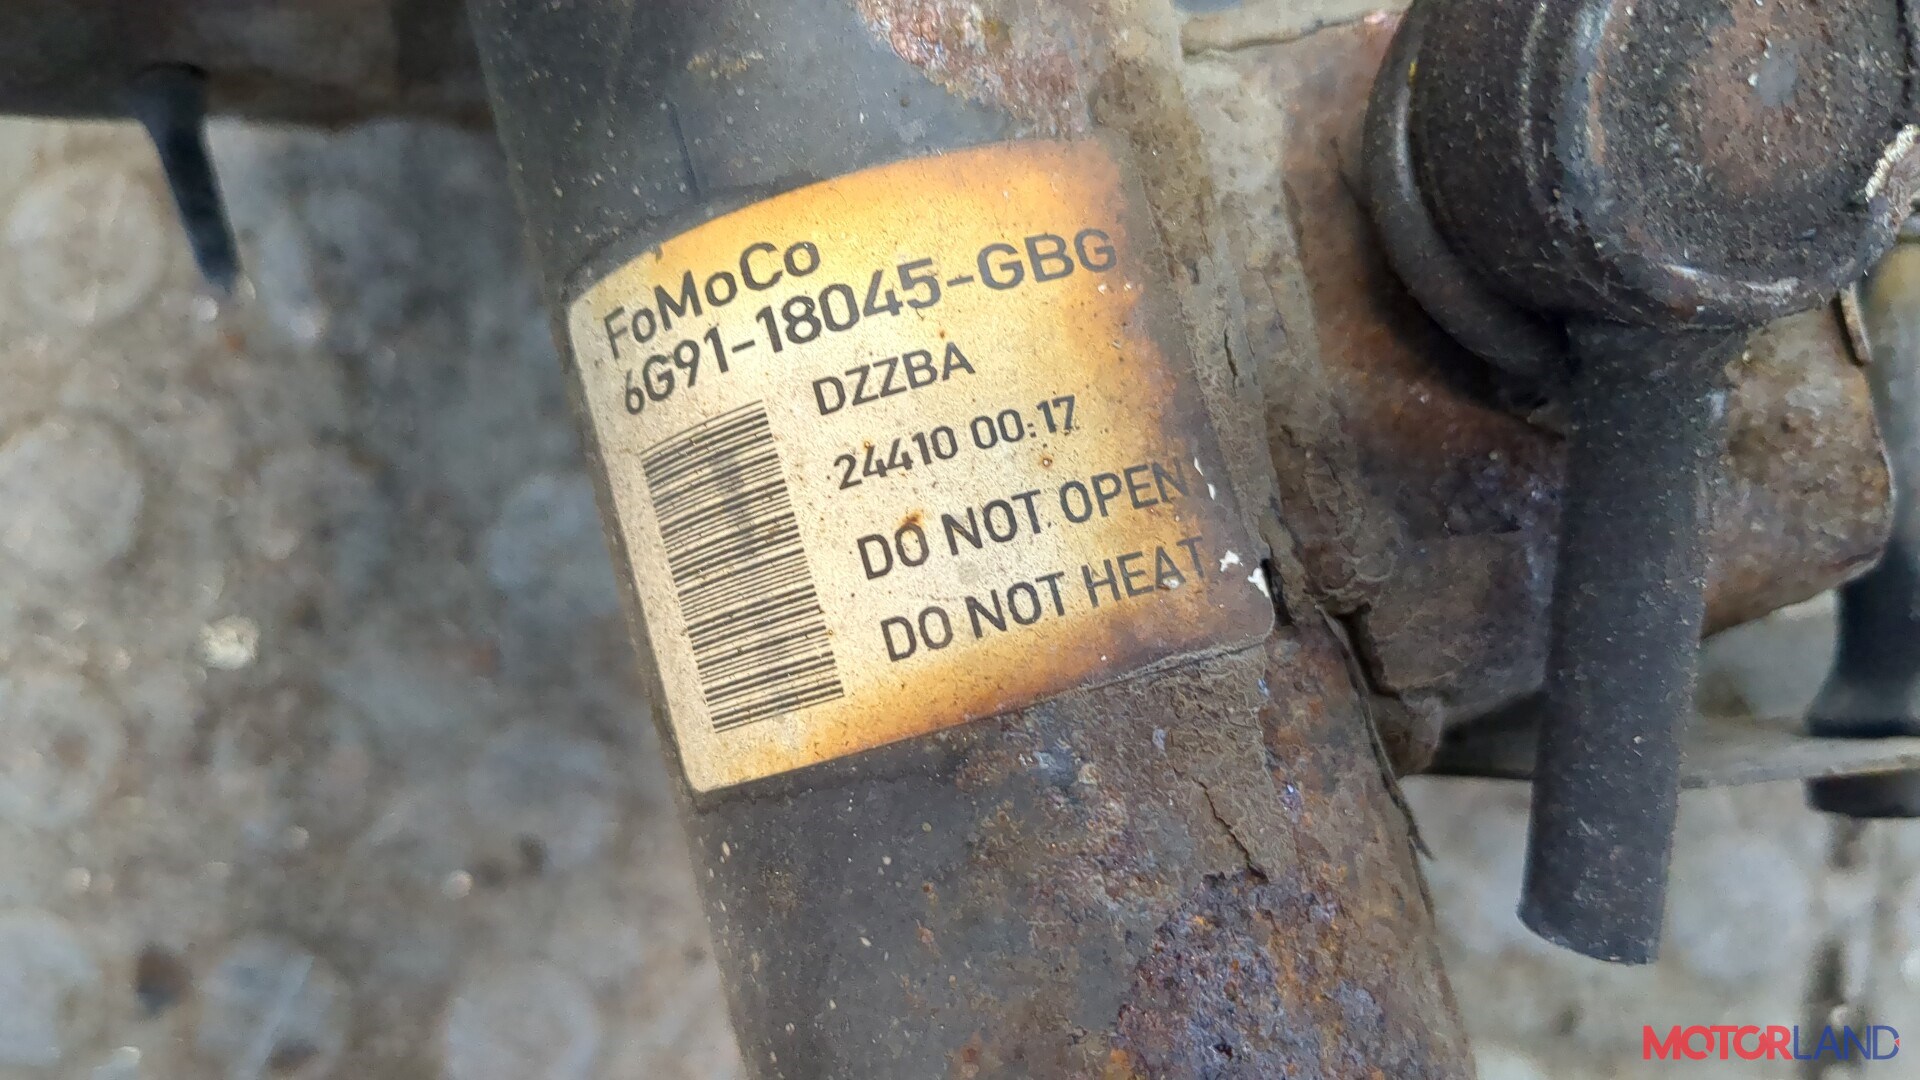 FoMoCo
6G91-18045-GBG
DZZBA
24410 00:17
DO NOT OPEN
DO NOT HEAT
MOTORLAND